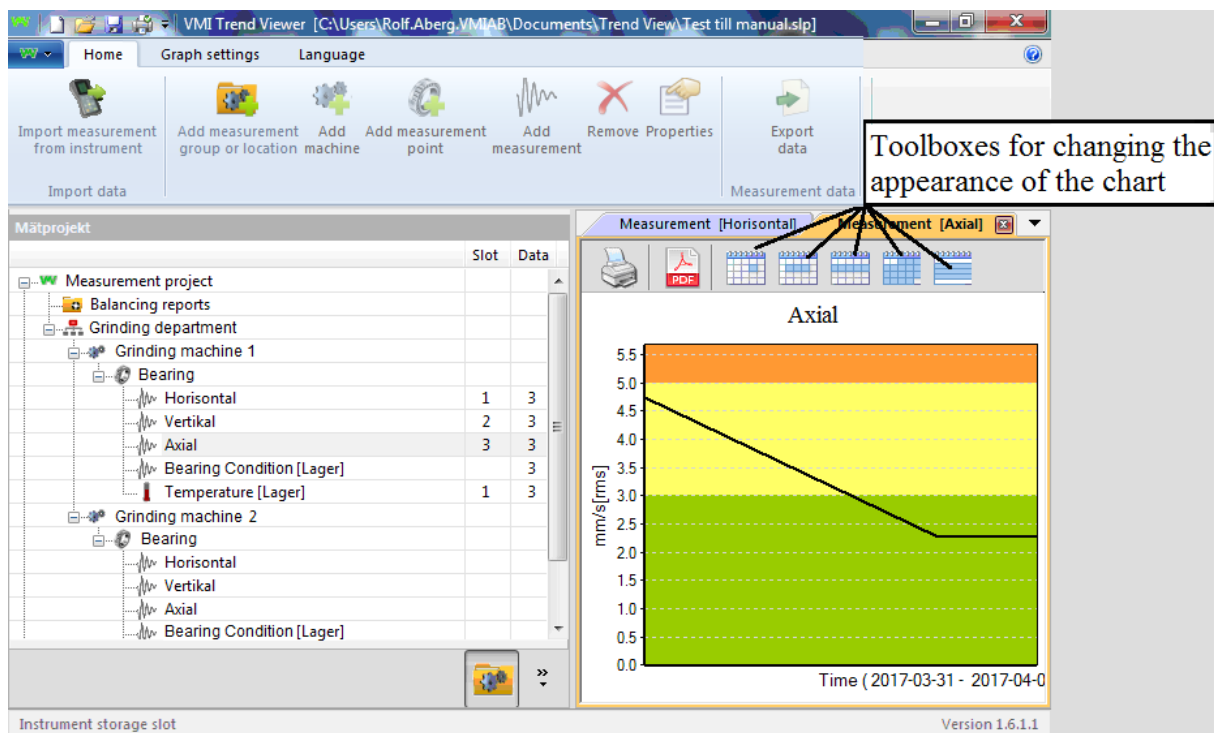 VMI Trend Viewer [C:\Users\Rolf.Aberg.VMIAB\Documents\Trend View\Test till manual.slp]
Home Graph settings Language
Import measurement from instrument
Add measurement group or location
Add machine
Add measurement point
Add measurement
Remove
Properties
Export data
Import data
Measurement data
Toolboxes for changing the
appearance of the chart
Mätprojekt
Slot Data
Measurement project
Balancing reports
Grinding department
Grinding machine 1
Bearing
Horisontal 1 3
Vertikal 2 3
Axial 3 3
Bearing Condition [Lager] 3
Temperature [Lager] 1 3
Grinding machine 2
Bearing
Horisontal
Vertikal
Axial
Bearing Condition [Lager]
Measurement [Horisontal] Measurement [Axial]
PDF
Axial
5.5
5.0
4.5
4.0
3.5
3.0
2.5
2.0
1.5
1.0
0.5
0.0
mm/s[rms]
Time ( 2017-03-31 - 2017-04-0
Instrument storage slot
Version 1.6.1.1